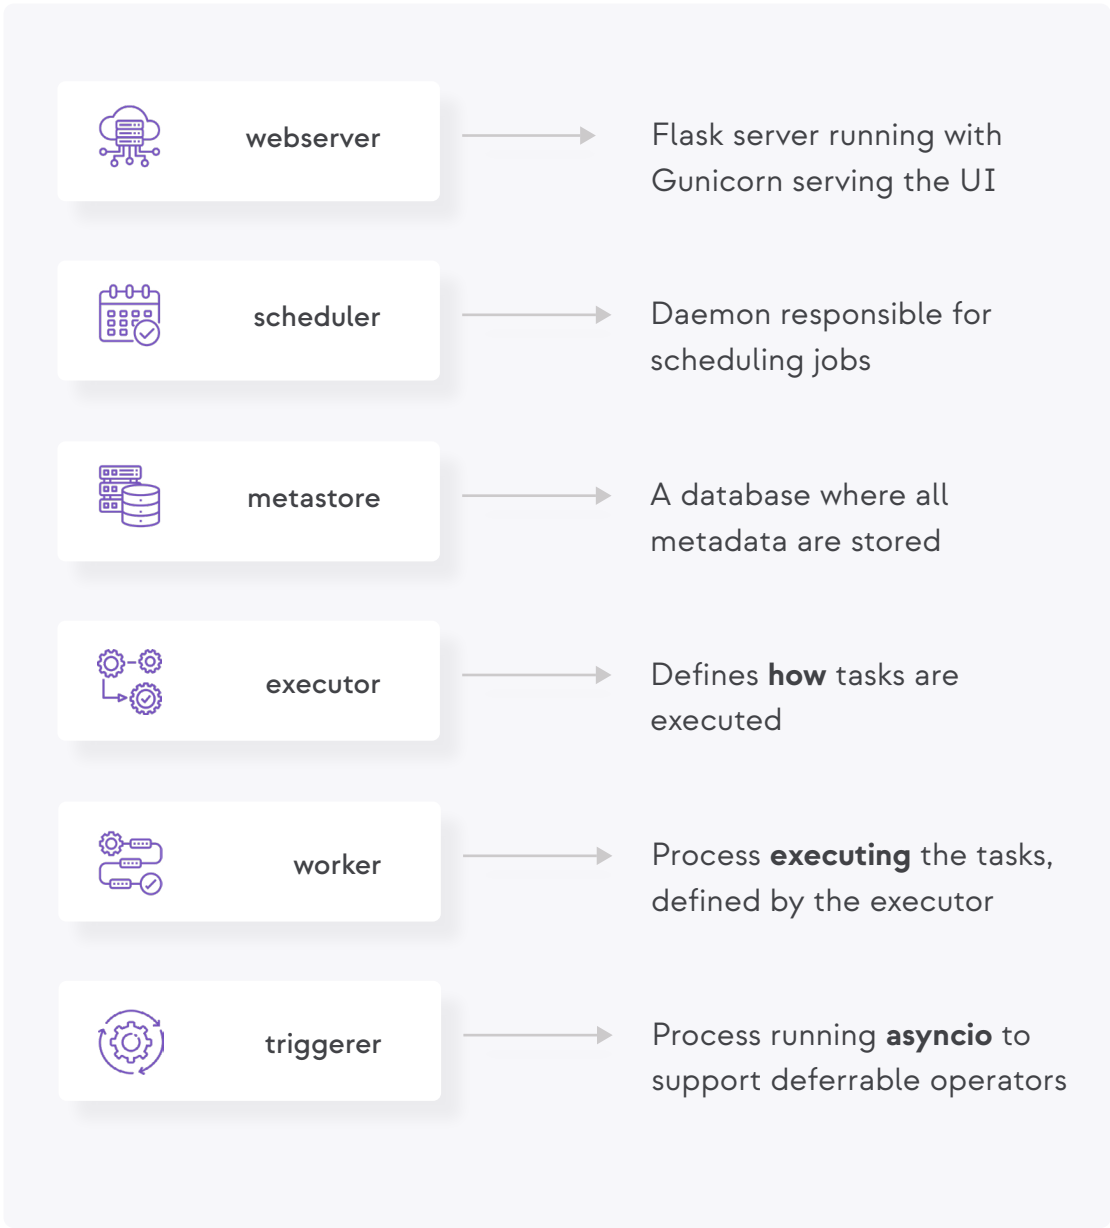 webserver
Flask server running with
Gunicorn serving the UI
scheduler
Daemon responsible for
scheduling jobs
metastore
A database where all
metadata are stored
executor
Defines how tasks are
executed
worker
Process executing the tasks,
defined by the executor
triggerer
Process running asyncio to
support deferrable operators